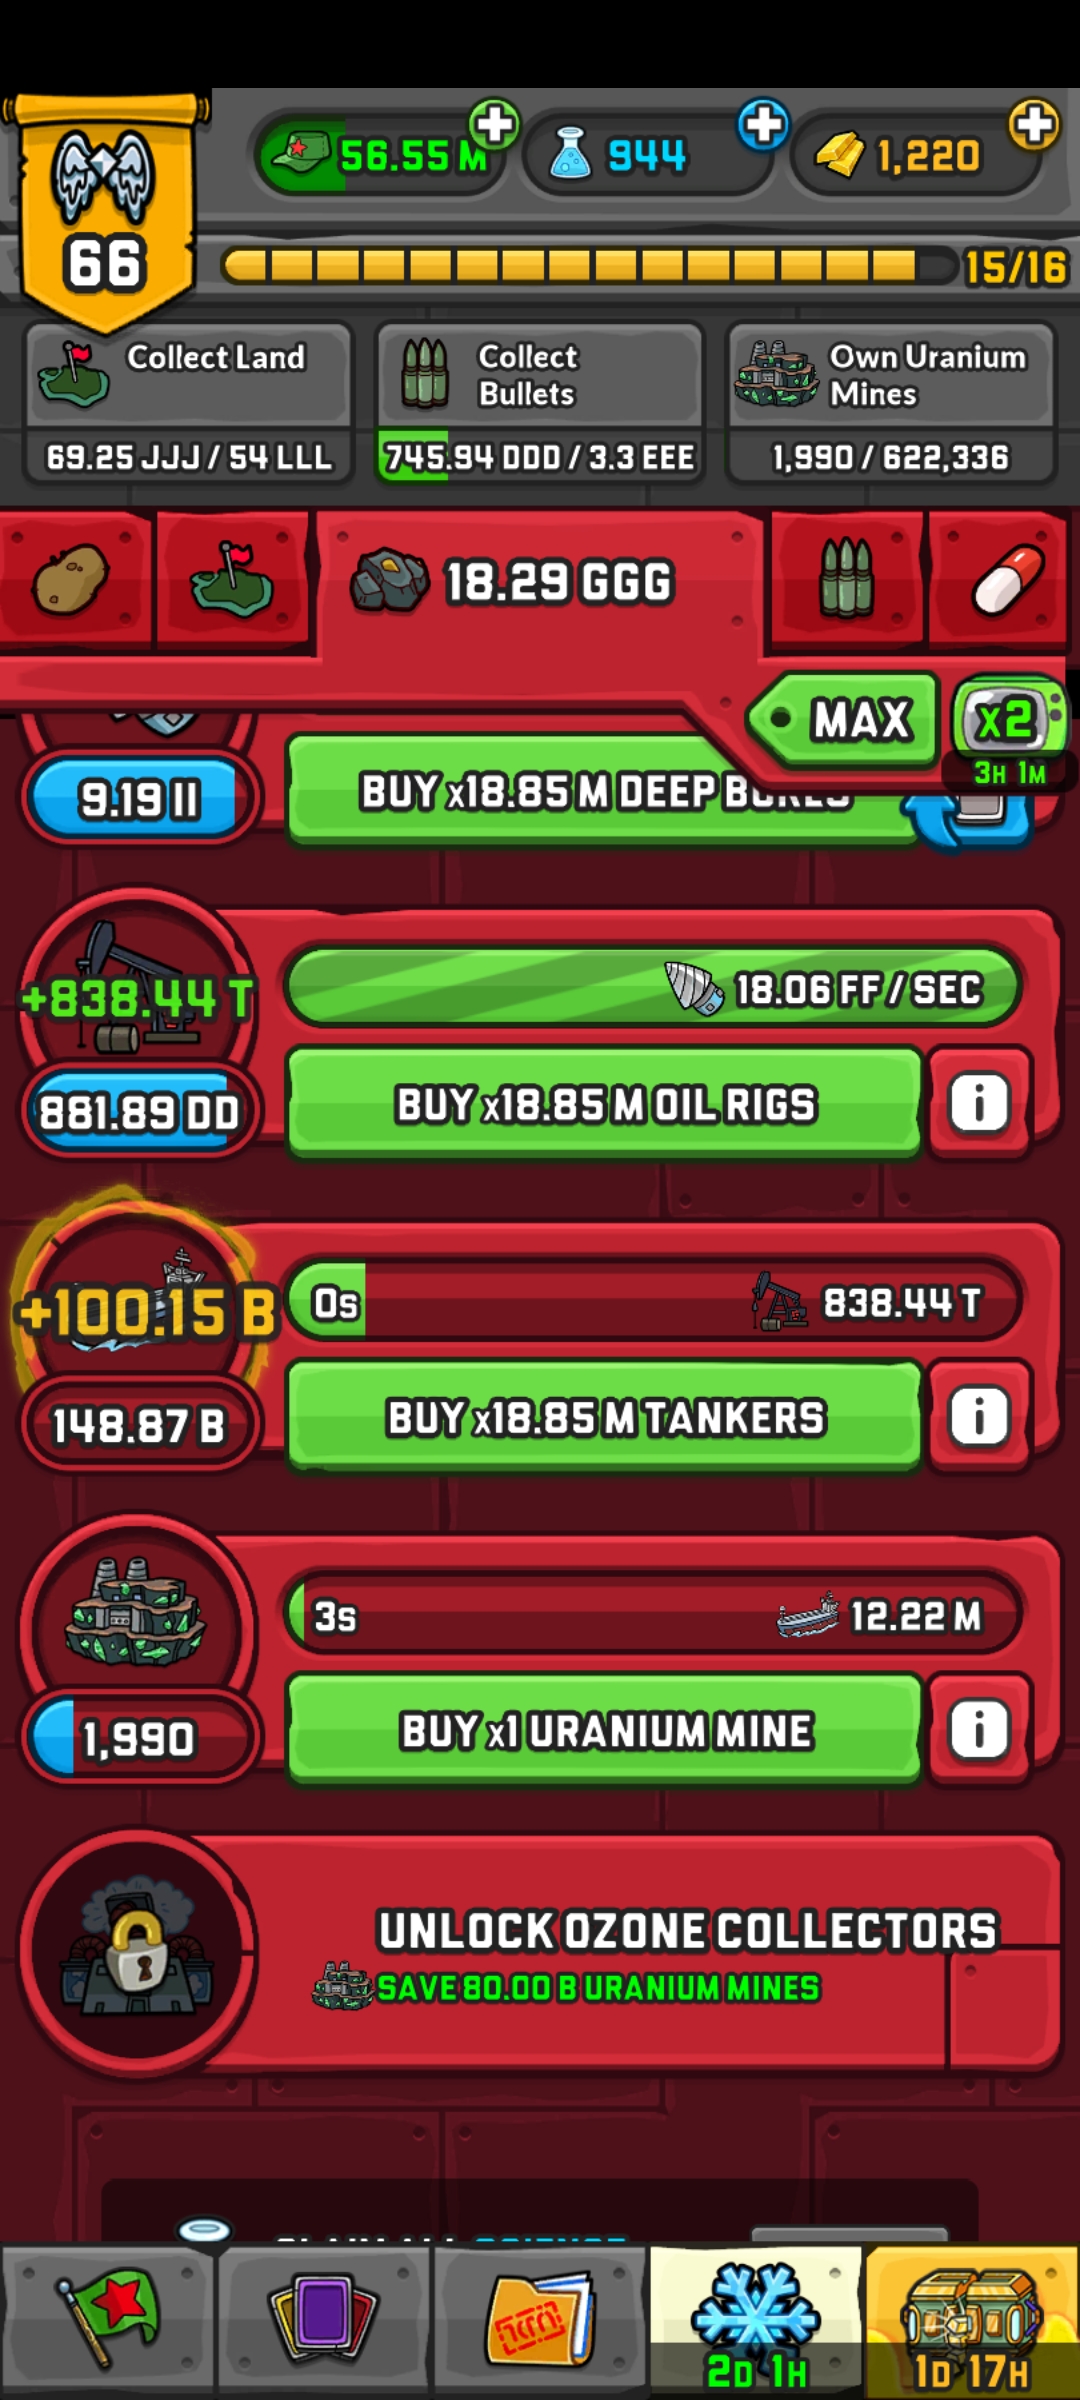 56.55 M
944
1,220
66
15/16
Collect Land
69.25 JJJ / 54 LLL
Collect
Bullets
745.94 DDD / 3.3 EEE
Own Uranium
Mines
1,990 / 622,336
18.29 GGG
MAX
x2
3H 1M
9.19 II
BUY x18.85 M DEEP BORES
+838.44 T
18.06 FF / SEC
881.89 DD
BUY x18.85 M OIL RIGS
i
+100.15 B
0s
838.44 T
148.87 B
BUY x18.85 M TANKERS
i
3s
12.22 M
1,990
BUY x1 URANIUM MINE
i
UNLOCK OZONE COLLECTORS
SAVE 80.00 B URANIUM MINES
2D 1H
1D 17H